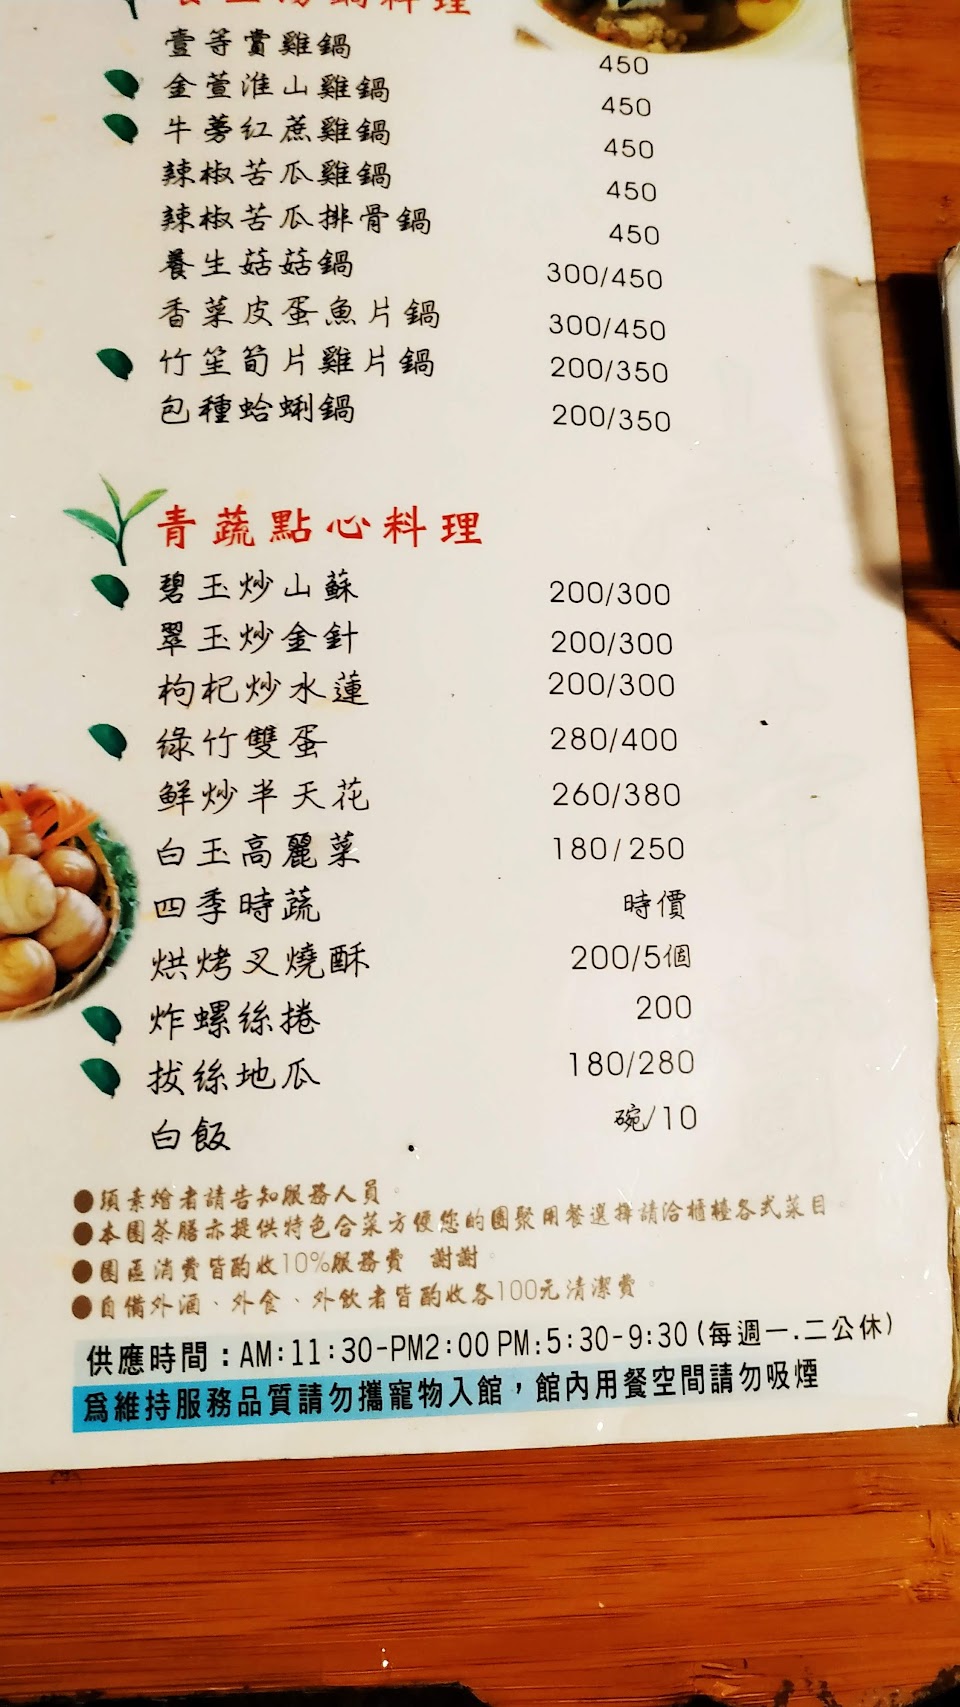 養生湯鍋料理
壹等賞雞鍋 450
金萱淮山雞鍋 450
牛蒡紅蔗雞鍋 450
辣椒苦瓜雞鍋 450
辣椒苦瓜排骨鍋 450
養生菇菇鍋 300/450
香菜皮蛋魚片鍋 300/450
竹笙筍片雞片鍋 200/350
包種蛤蜊鍋 200/350
青蔬點心料理
碧玉炒山蘇 200/300
翠玉炒金針 200/300
枸杞炒水蓮 200/300
綠竹雙蛋 280/400
鮮炒半天花 260/380
白玉高麗菜 180/250
四季時蔬 時價
烘烤叉燒酥 200/5個
炸螺絲捲 200
拔絲地瓜 180/280
白飯 碗/10
●須素燴者請告知服務人員。
●本園茶膳亦提供特色合菜方便您的團聚用餐選擇請洽櫃檯各式菜目。
●園區消費皆酌收10%服務費 謝謝。
●自備外酒、外食、外飲者皆酌收各100元清潔費。
供應時間：AM:11:30-PM2:00 PM:5:30-9:30(每週一.二公休)
為維持服務品質請勿攜寵物入館，館內用餐空間請勿吸煙